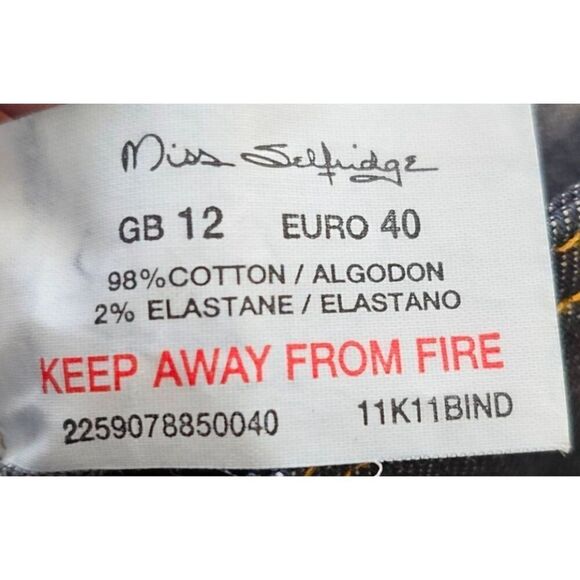 Miss Selfridge
GB 12 EURO 40
98%COTTON / ALGODON
2% ELASTANE / ELASTANO
KEEP AWAY FROM FIRE
2259078850040 11K11BIND